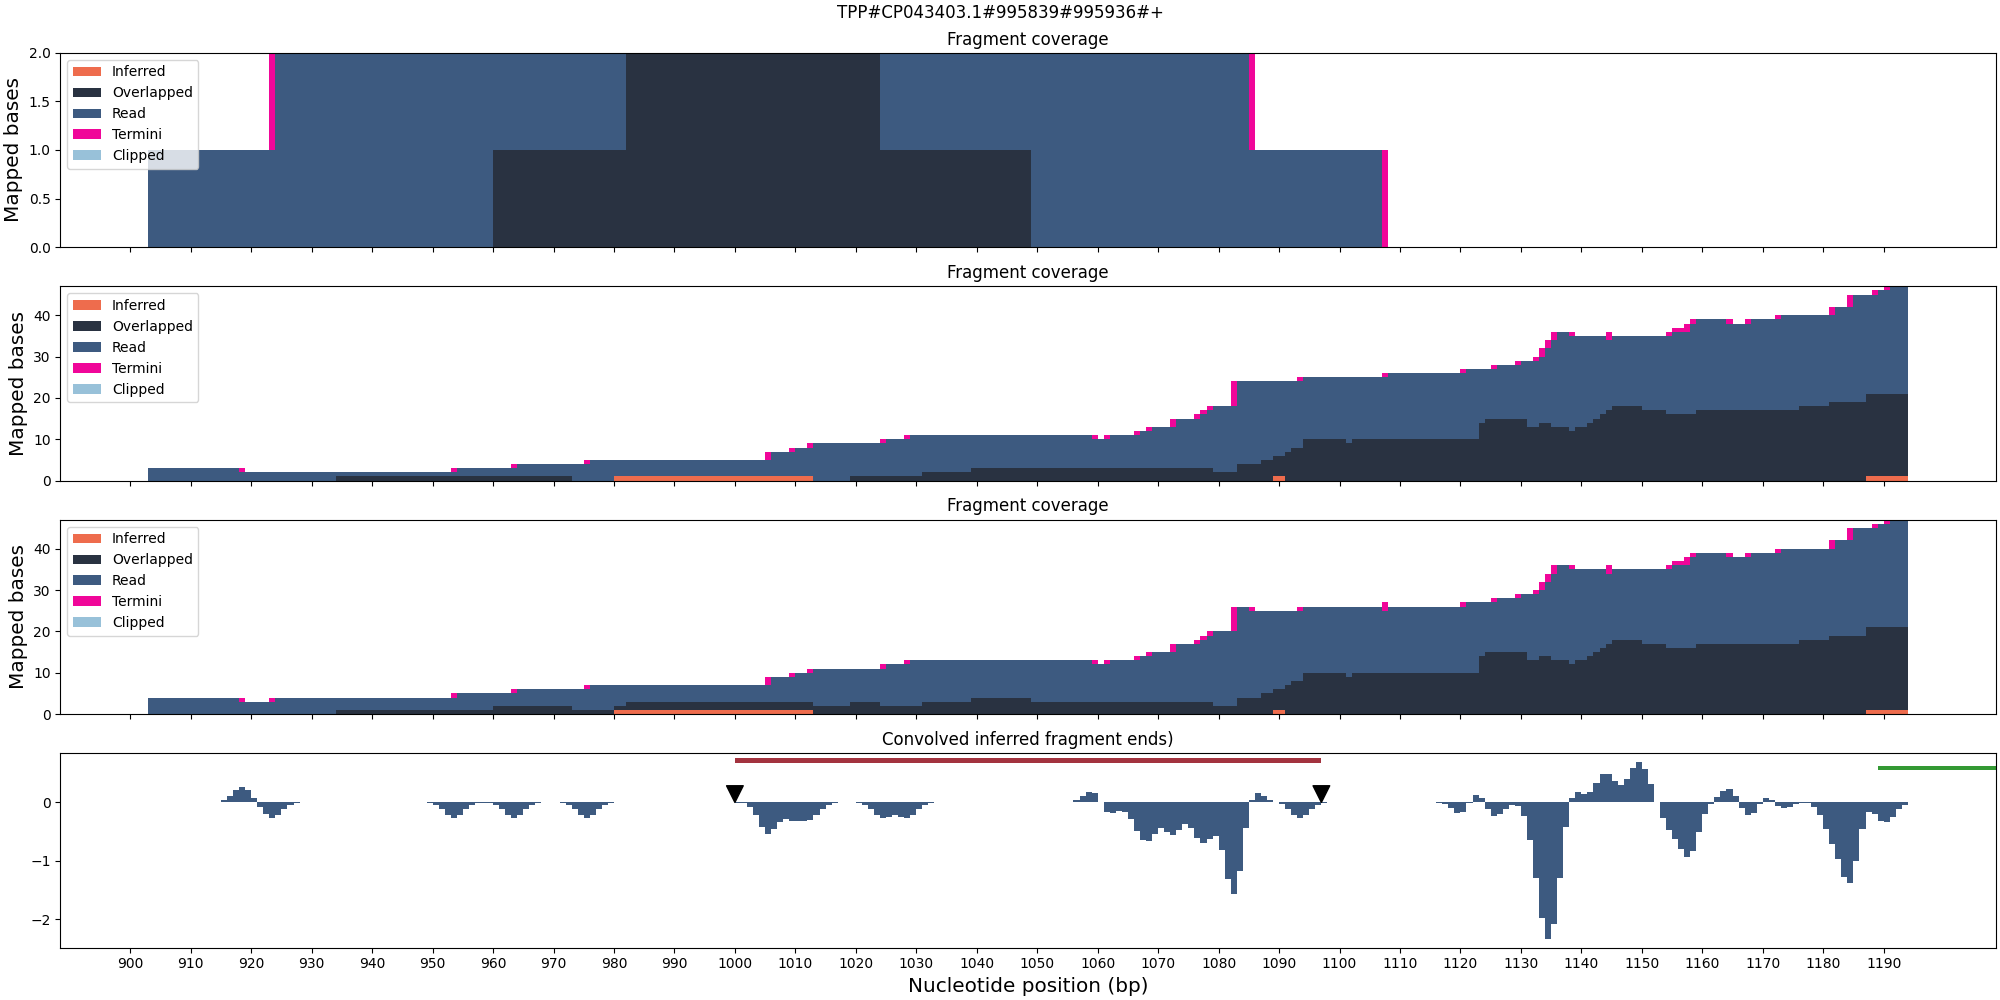 TPP#CP043403.1#995839#995936#+
Fragment coverage
Mapped bases
2.0
1.5
1.0
0.5
0.0
Inferred
Overlapped
Read
Termini
Clipped
Fragment coverage
Mapped bases
40
30
20
10
0
Inferred
Overlapped
Read
Termini
Clipped
Fragment coverage
Mapped bases
40
30
20
10
0
Inferred
Overlapped
Read
Termini
Clipped
Convolved inferred fragment ends)
0
−1
−2
900 910 920 930 940 950 960 970 980 990 1000 1010 1020 1030 1040 1050 1060 1070 1080 1090 1100 1110 1120 1130 1140 1150 1160 1170 1180 1190
Nucleotide position (bp)